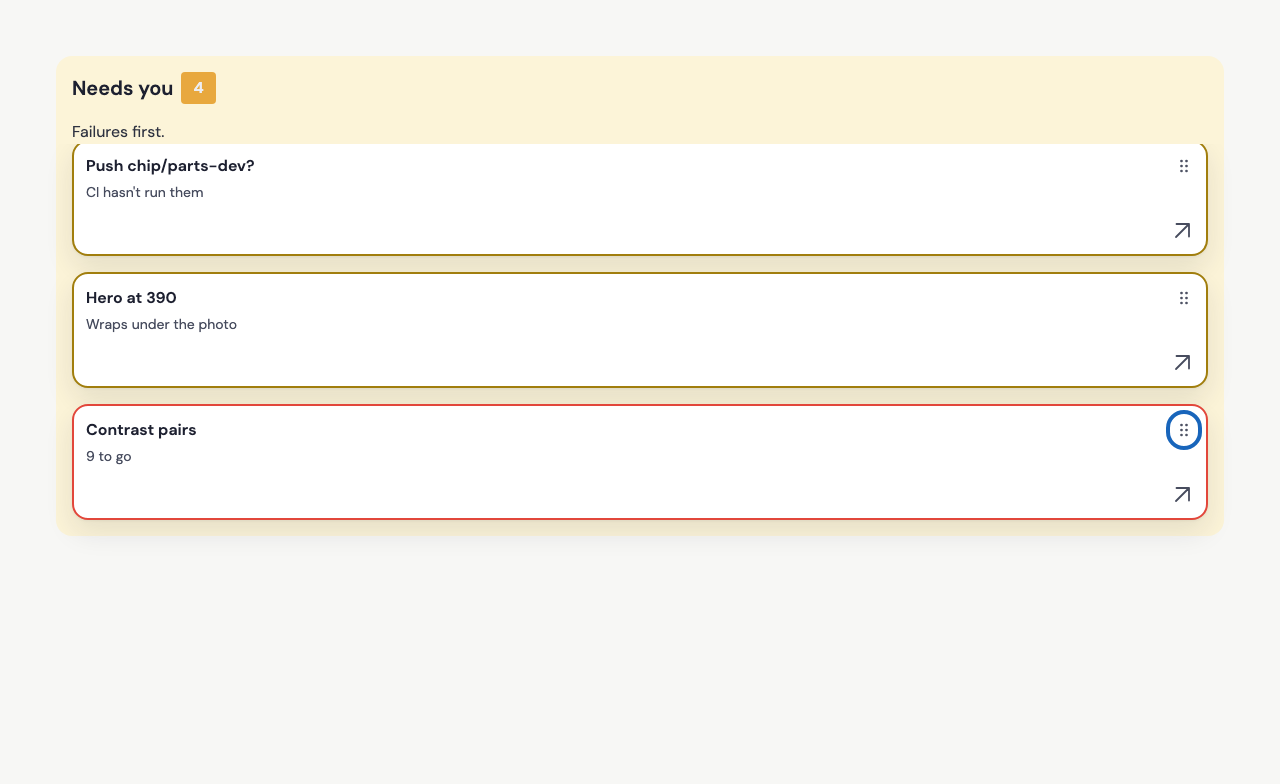 Needs you 4
Failures first.
Push chip/parts-dev?
CI hasn't run them
Hero at 390
Wraps under the photo
Contrast pairs
9 to go